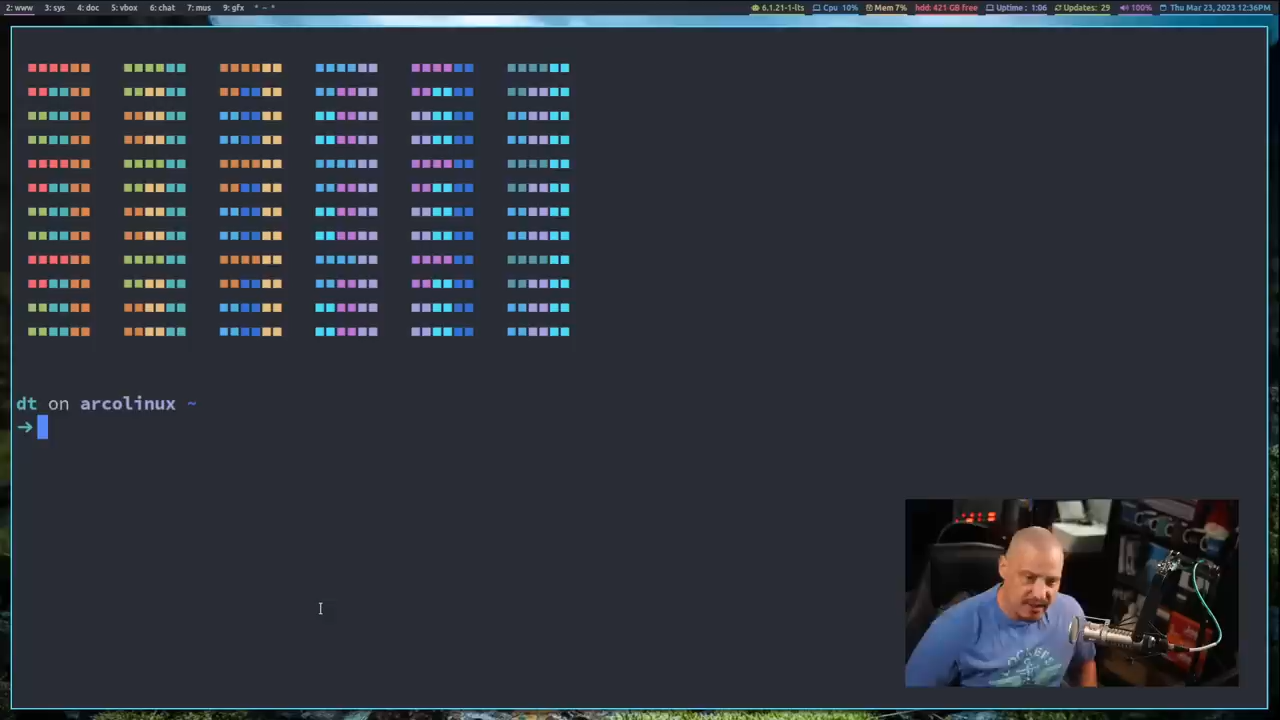 2: www 3: sys 4: doc 5: vbox 6: chat 7: mus 9: gfx * ~ * 6.1.21-1-lts Cpu 10% Mem 7% hdd: 421 GB free Uptime : 1:06 Updates: 29 100% Thu Mar 23, 2023 12:36PM
dt on arcolinux ~
→